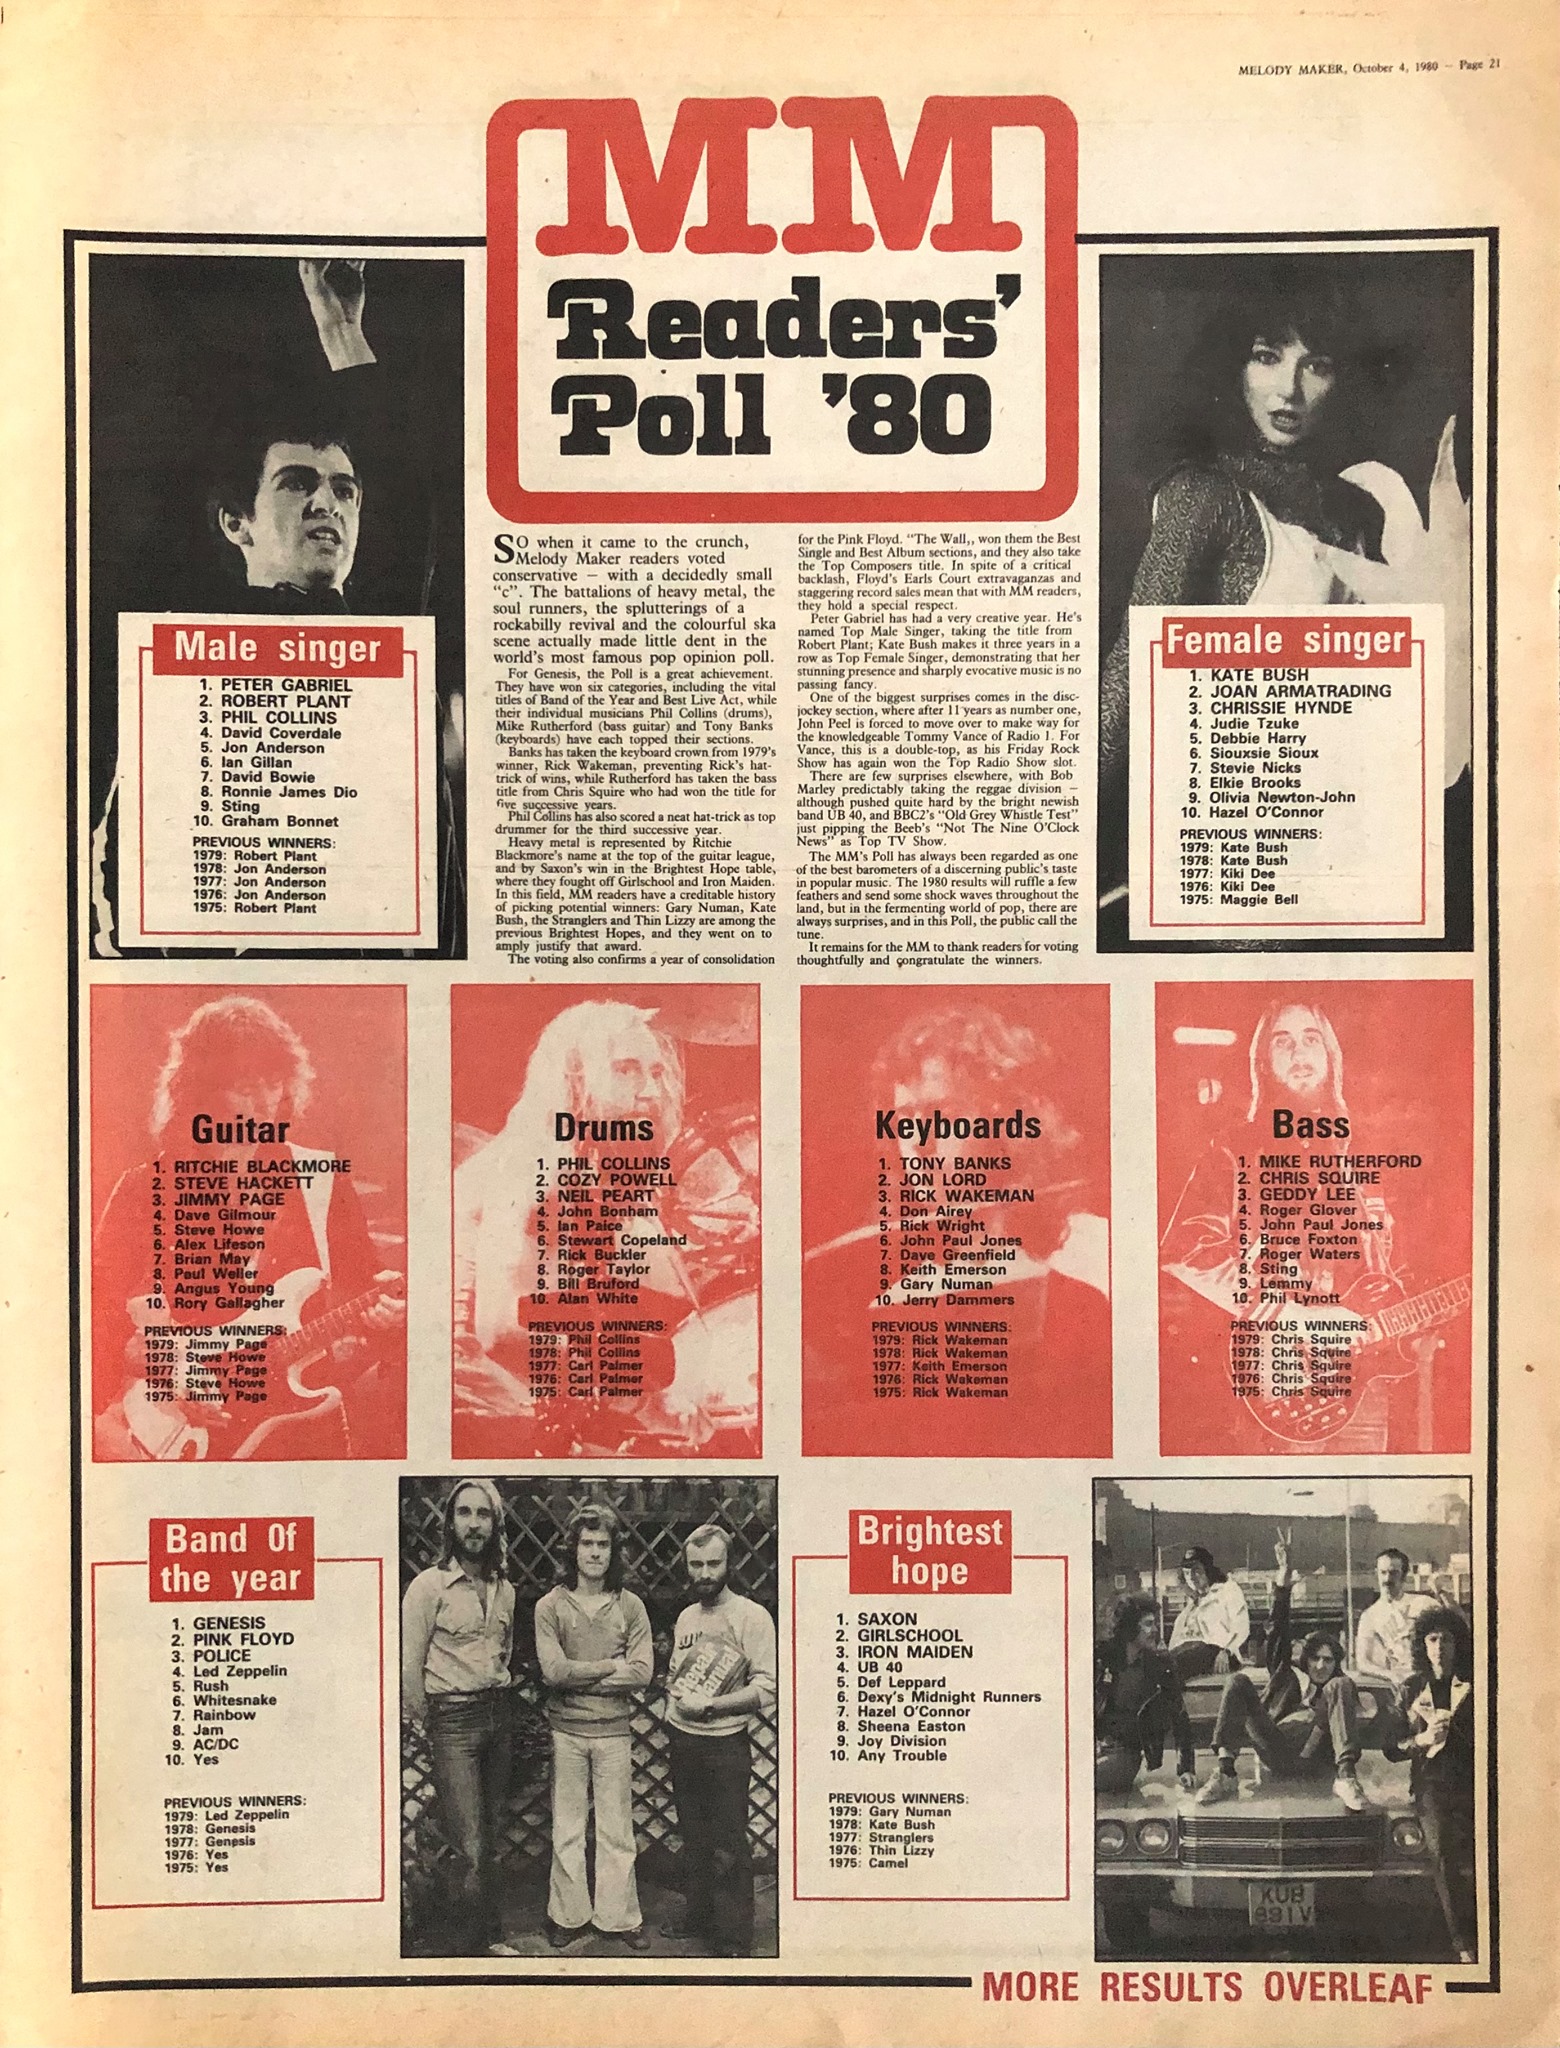 MELODY MAKER, October 4, 1980 — Page 21
MM
Readers’
Poll ’80
Male singer
1. PETER GABRIEL
2. ROBERT PLANT
3. PHIL COLLINS
4. David Coverdale
5. Jon Anderson
6. Ian Gillan
7. David Bowie
8. Ronnie James Dio
9. Sting
10. Graham Bonnet
PREVIOUS WINNERS:
1979: Robert Plant
1978: Jon Anderson
1977: Jon Anderson
1976: Jon Anderson
1975: Robert Plant
SO when it came to the crunch,
Melody Maker readers voted
conservative — with a decidedly small
“c”. The battalions of heavy metal, the
soul runners, the splutterings of a
rockabilly revival and the colourful ska
scene actually made little dent in the
world’s most famous pop opinion poll.
For Genesis, the Poll is a great achievement.
They have won six categories, including the vital
titles of Band of the Year and Best Live Act, while
their individual musicians Phil Collins (drums),
Mike Rutherford (bass guitar) and Tony Banks
(keyboards) have each topped their sections.
Banks has taken the keyboard crown from 1979’s
winner, Rick Wakeman, preventing Rick’s hat-
trick of wins, while Rutherford has taken the bass
title from Chris Squire who had won the title for
five successive years.
Phil Collins has also scored a neat hat-trick as top
drummer for the third successive year.
Heavy metal is represented by Ritchie
Blackmore’s name at the top of the guitar league,
and by Saxon’s win in the Brightest Hope table,
where they fought off Girlschool and Iron Maiden.
In this field, MM readers have a creditable history
of picking potential winners: Gary Numan, Kate
Bush, the Stranglers and Thin Lizzy are among the
previous Brightest Hopes, and they went on to
amply justify that award.
The voting also confirms a year of consolidation
for the Pink Floyd. “The Wall,, won them the Best
Single and Best Album sections, and they also take
the Top Composers title. In spite of a critical
backlash, Floyd’s Earls Court extravaganzas and
staggering record sales mean that with MM readers,
they hold a special respect.
Peter Gabriel has had a very creative year. He’s
named Top Male Singer, taking the title from
Robert Plant; Kate Bush makes it three years in a
row as Top Female Singer, demonstrating that her
stunning presence and sharply evocative music is no
passing fancy.
One of the biggest surprises comes in the disc-
jockey section, where after 11 years as number one,
John Peel is forced to move over to make way for
the knowledgeable Tommy Vance of Radio 1. For
Vance, this is a double-top, as his Friday Rock
Show has again won the Top Radio Show slot.
There are few surprises elsewhere, with Bob
Marley predictably taking the reggae division —
although pushed quite hard by the bright newish
band UB 40, and BBC2’s “Old Grey Whistle Test”
just pipping the Beeb’s “Not The Nine O’Clock
News” as Top TV Show.
The MM’s Poll has always been regarded as one
of the best barometers of a discerning public’s taste
in popular music. The 1980 results will ruffle a few
feathers and send some shock waves throughout the
land, but in the fermenting world of pop, there are
always surprises, and in this Poll, the public call the
tune.
It remains for the MM to thank readers for voting
thoughtfully and congratulate the winners.
Female singer
1. KATE BUSH
2. JOAN ARMATRADING
3. CHRISSIE HYNDE
4. Judie Tzuke
5. Debbie Harry
6. Siouxsie Sioux
7. Stevie Nicks
8. Elkie Brooks
9. Olivia Newton-John
10. Hazel O’Connor
PREVIOUS WINNERS:
1979: Kate Bush
1978: Kate Bush
1977: Kiki Dee
1976: Kiki Dee
1975: Maggie Bell
Guitar
1. RITCHIE BLACKMORE
2. STEVE HACKETT
3. JIMMY PAGE
4. Dave Gilmour
5. Steve Howe
6. Alex Lifeson
7. Brian May
8. Paul Weller
9. Angus Young
10. Rory Gallagher
PREVIOUS WINNERS:
1979: Jimmy Page
1978: Steve Howe
1977: Jimmy Page
1976: Steve Howe
1975: Jimmy Page
Drums
1. PHIL COLLINS
2. COZY POWELL
3. NEIL PEART
4. John Bonham
5. Ian Paice
6. Stewart Copeland
7. Rick Buckler
8. Roger Taylor
9. Bill Bruford
10. Alan White
PREVIOUS WINNERS:
1979: Phil Collins
1978: Phil Collins
1977: Carl Palmer
1976: Carl Palmer
1975: Carl Palmer
Keyboards
1. TONY BANKS
2. JON LORD
3. RICK WAKEMAN
4. Don Airey
5. Rick Wright
6. John Paul Jones
7. Dave Greenfield
8. Keith Emerson
9. Gary Numan
10. Jerry Dammers
PREVIOUS WINNERS:
1979: Rick Wakeman
1978: Rick Wakeman
1977: Keith Emerson
1976: Rick Wakeman
1975: Rick Wakeman
Bass
1. MIKE RUTHERFORD
2. CHRIS SQUIRE
3. GEDDY LEE
4. Roger Glover
5. John Paul Jones
6. Bruce Foxton
7. Roger Waters
8. Sting
9. Lemmy
10. Phil Lynott
PREVIOUS WINNERS:
1979: Chris Squire
1978: Chris Squire
1977: Chris Squire
1976: Chris Squire
1975: Chris Squire
Band Of
the year
1. GENESIS
2. PINK FLOYD
3. POLICE
4. Led Zeppelin
5. Rush
6. Whitesnake
7. Rainbow
8. Jam
9. AC/DC
10. Yes
PREVIOUS WINNERS:
1979: Led Zeppelin
1978: Genesis
1977: Genesis
1976: Yes
1975: Yes
Brightest
hope
1. SAXON
2. GIRLSCHOOL
3. IRON MAIDEN
4. UB 40
5. Def Leppard
6. Dexy’s Midnight Runners
7. Hazel O’Connor
8. Sheena Easton
9. Joy Division
10. Any Trouble
PREVIOUS WINNERS:
1979: Gary Numan
1978: Kate Bush
1977: Stranglers
1976: Thin Lizzy
1975: Camel
KUB
891V
MORE RESULTS OVERLEAF